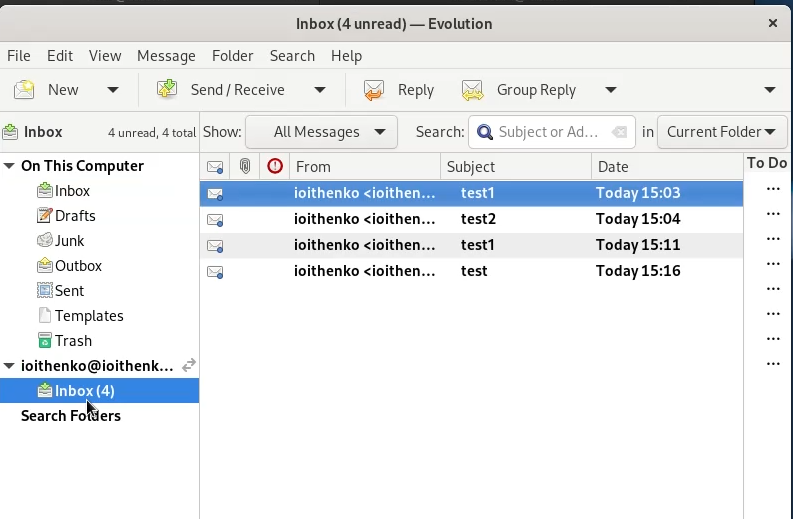 Inbox (4 unread) — Evolution ×
File Edit View Message Folder Search Help
New Send / Receive Reply Group Reply
Inbox 4 unread, 4 total Show: All Messages Search: Subject or Ad... in Current Folder
On This Computer From Subject Date To Do
Inbox ioithenko <ioithen... test1 Today 15:03 ...
Drafts ioithenko <ioithen... test2 Today 15:04 ...
Junk ioithenko <ioithen... test1 Today 15:11 ...
Outbox ioithenko <ioithen... test Today 15:16 ...
Sent ...
Templates ...
Trash ...
ioithenko@ioithenk... ...
Inbox (4)
Search Folders